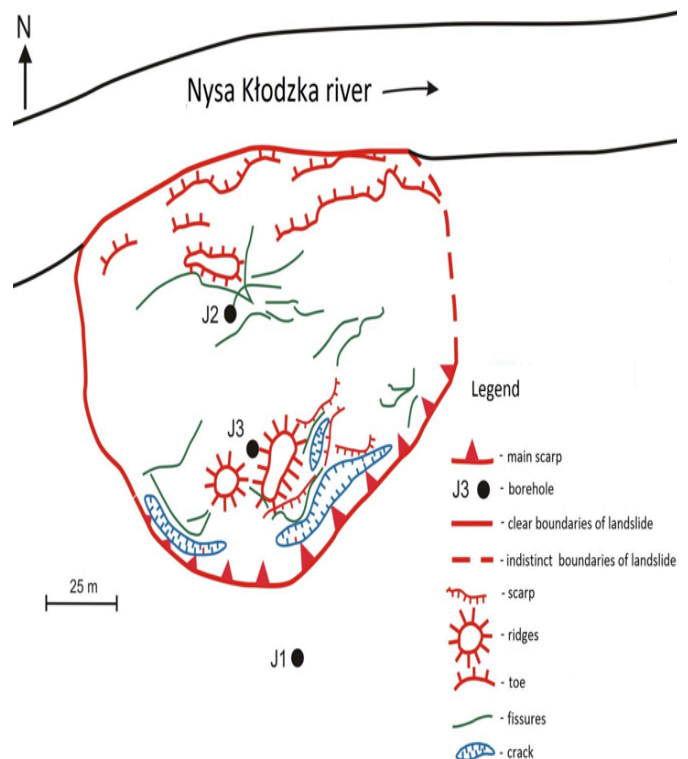 N
Nysa Kłodzka river
J2
J3
J1
25 m
Legend
- main scarp
J3 - borehole
- clear boundaries of landslide
- indistinct boundaries of landslide
- scarp
- ridges
- toe
- fissures
- crack